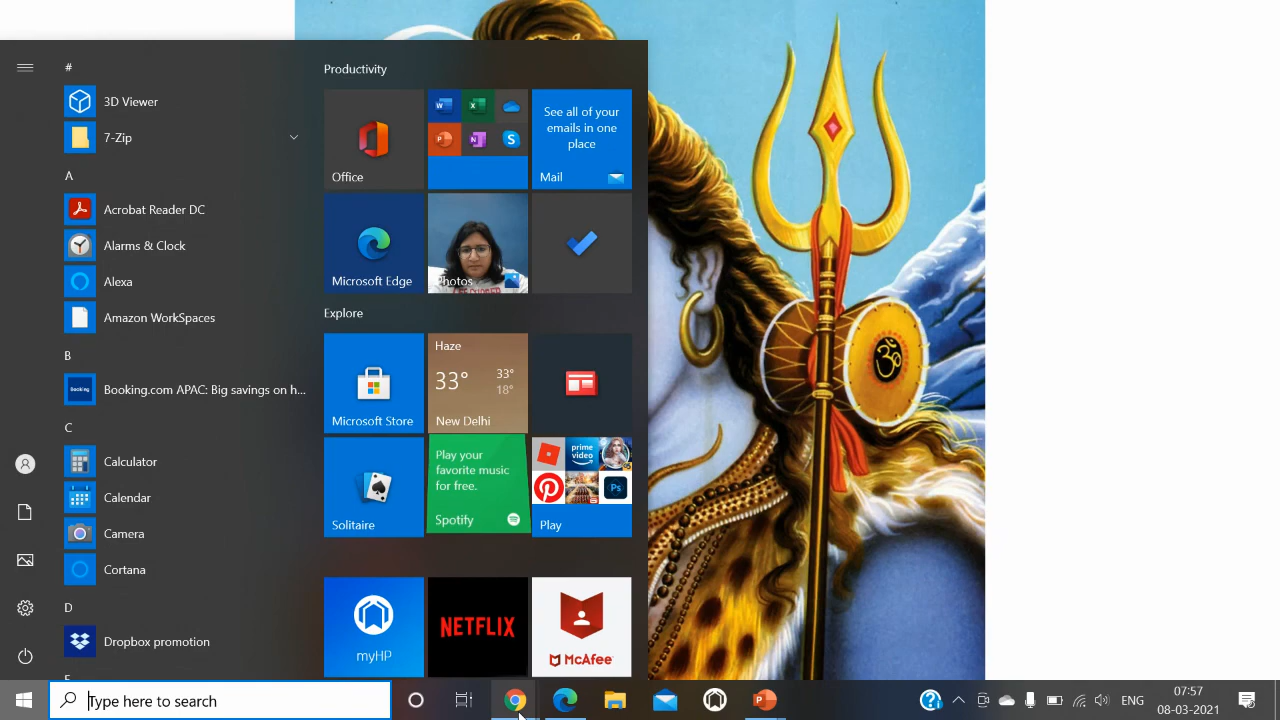 #
3D Viewer
7-Zip
A
Acrobat Reader DC
Alarms & Clock
Alexa
Amazon WorkSpaces
B
Booking
Booking.com APAC: Big savings on h...
C
Calculator
Calendar
Camera
Cortana
D
Dropbox promotion
Productivity
Office
See all of your
emails in one
place
Mail
Microsoft Edge
Photos
Explore
Microsoft Store
Haze
33°
33°
18°
New Delhi
Solitaire
Play your
favorite music
for free.
Spotify
prime
video
Ps
Play
myHP
NETFLIX
McAfee
ॐ
Type here to search
ENG
07:57
08-03-2021